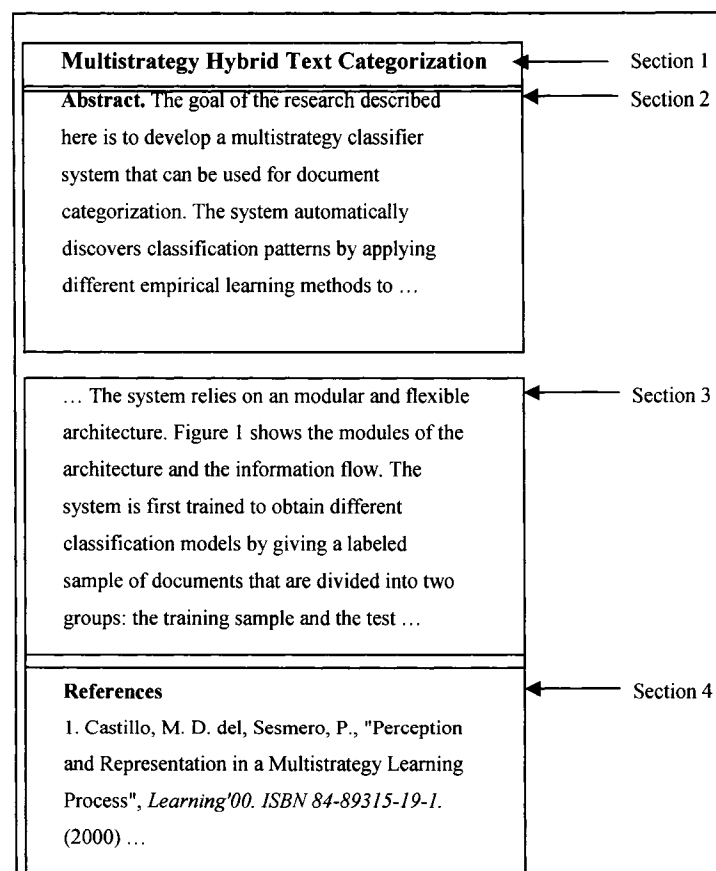 Multistrategy Hybrid Text Categorization
Section 1
Abstract. The goal of the research described
Section 2
here is to develop a multistrategy classifier
system that can be used for document
categorization. The system automatically
discovers classification patterns by applying
different empirical learning methods to …
… The system relies on an modular and flexible
Section 3
architecture. Figure 1 shows the modules of the
architecture and the information flow. The
system is first trained to obtain different
classification models by giving a labeled
sample of documents that are divided into two
groups: the training sample and the test …
References
Section 4
1. Castillo, M. D. del, Sesmero, P., "Perception
and Representation in a Multistrategy Learning
Process", Learning'00. ISBN 84-89315-19-1.
(2000) …